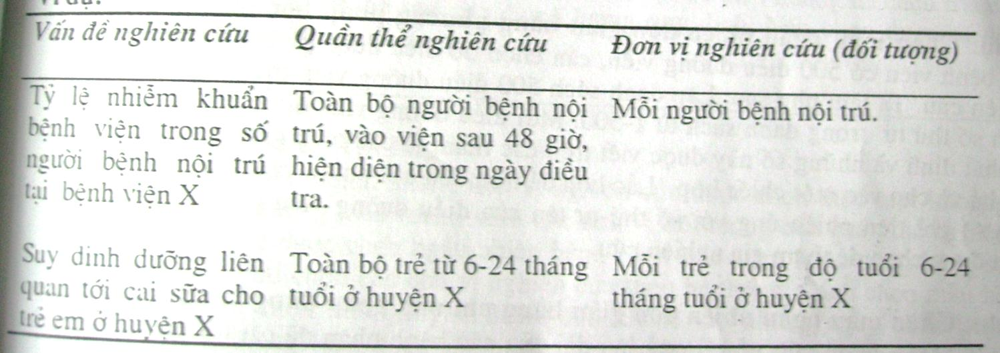 Ví dụ:
Vấn đề nghiên cứu Quần thể nghiên cứu Đơn vị nghiên cứu (đối tượng)
Tỷ lệ nhiễm khuẩn Toàn bộ người bệnh nội Mỗi người bệnh nội trú.
bệnh viện trong số trú, vào viện sau 48 giờ,
người bệnh nội trú hiện diện trong ngày điều
tại bệnh viện X tra.
Suy dinh dưỡng liên Toàn bộ trẻ từ 6-24 tháng Mỗi trẻ trong độ tuổi 6-24
quan tới cai sữa cho tuổi ở huyện X tháng tuổi ở huyện X
trẻ em ở huyện X